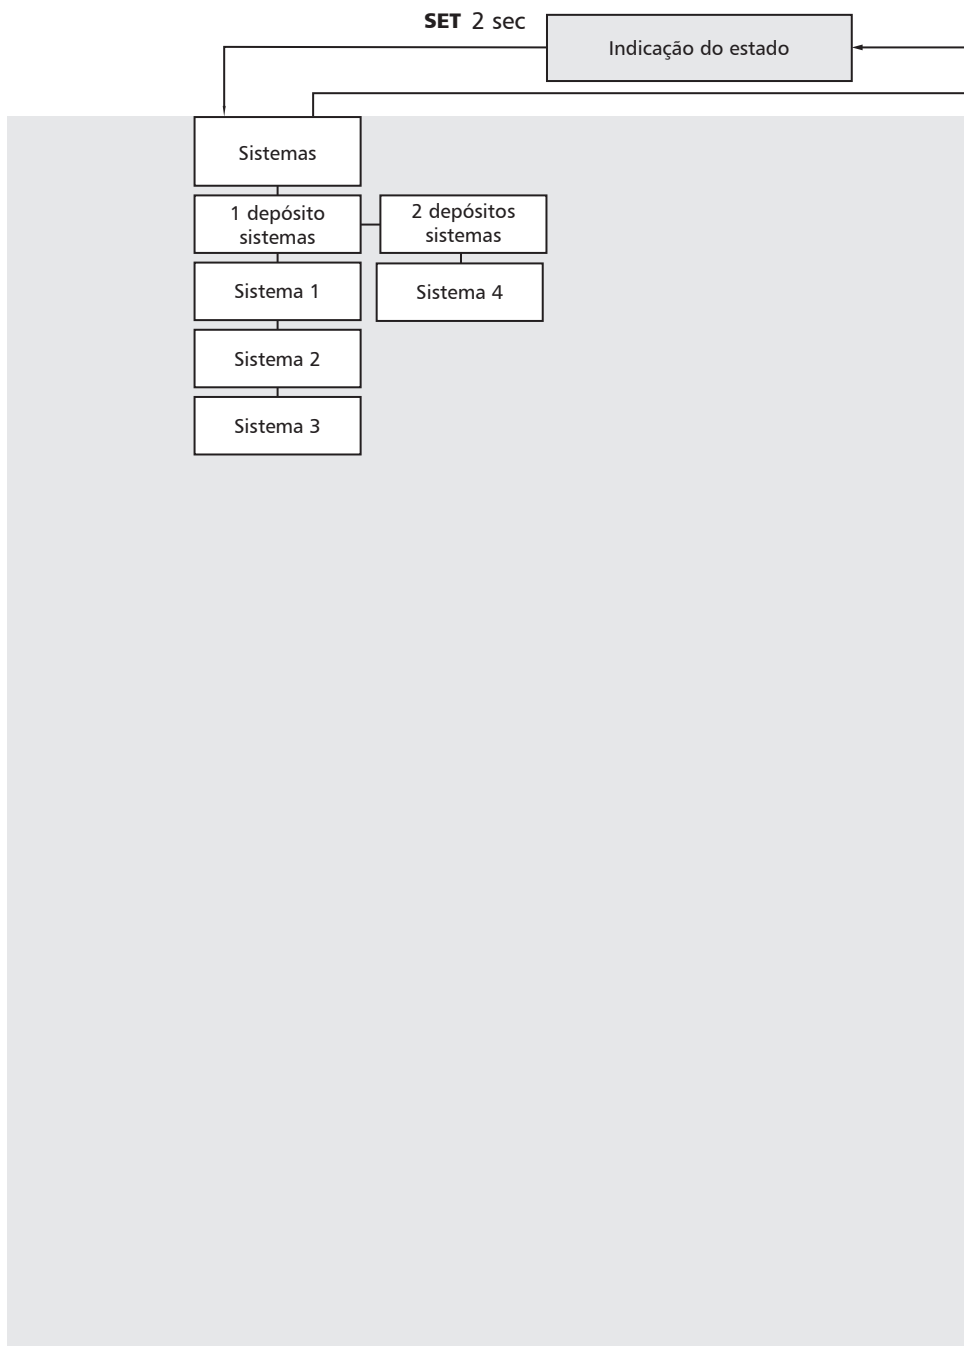 SET 2 sec
Indicação do estado
Sistemas
1 depósito
sistemas
2 depósitos
sistemas
Sistema 1
Sistema 4
Sistema 2
Sistema 3